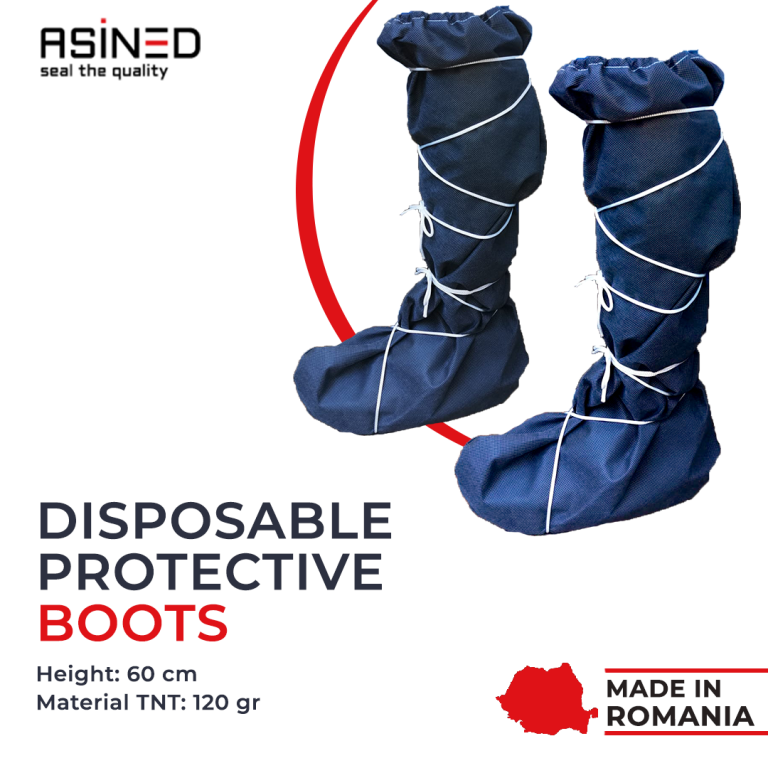 ASINED
seal the quality
DISPOSABLE
PROTECTIVE
BOOTS
Height: 60 cm
Material TNT: 120 gr
MADE IN
ROMANIA